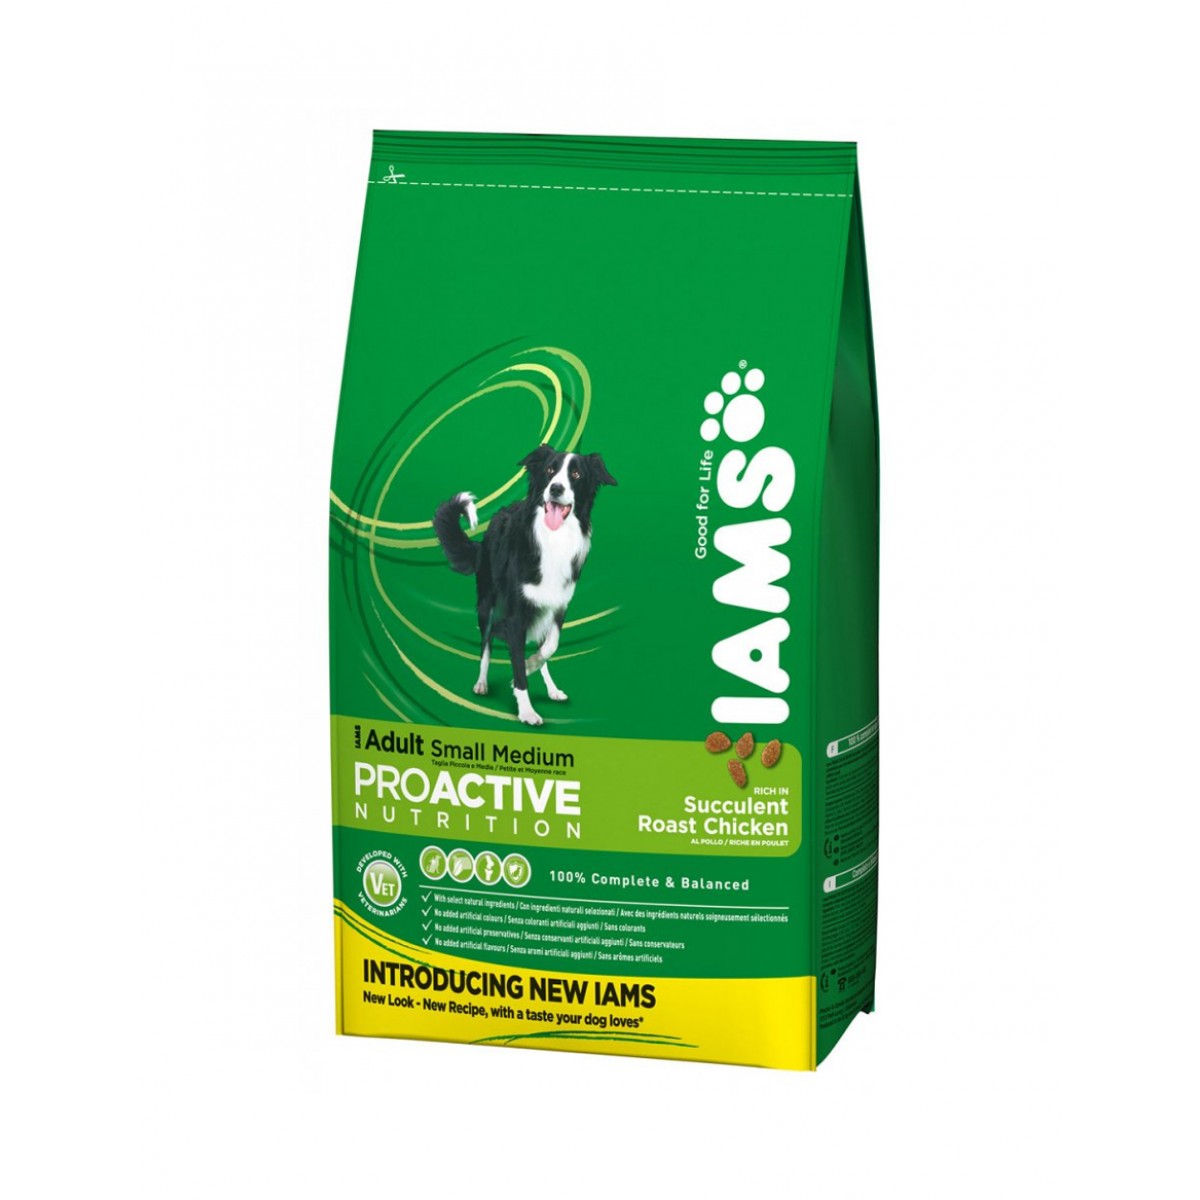 Good for Life
IAMS®
IAMS Adult Small Medium
Taglia Piccola e Media / Petite et Moyenne race
PROACTIVE
NUTRITION
RICH IN
Succulent
Roast Chicken
AL POLLO / RICHE EN POULET
DEVELOPED WITH
VET
VETERINARIANS
100% Complete & Balanced
✓ With select natural ingredients / Con ingredienti naturali selezionati / Avec des ingrédients naturels soigneusement sélectionnés
✓ No added artificial colours / Senza coloranti artificiali aggiunti / Sans colorants
✓ No added artificial preservatives / Senza conservanti artificiali aggiunti / Sans conservateurs
✓ No added artificial flavours / Senza aromi artificiali aggiunti / Sans arômes artificiels
INTRODUCING NEW IAMS
New Look - New Recipe, with a taste your dog loves*